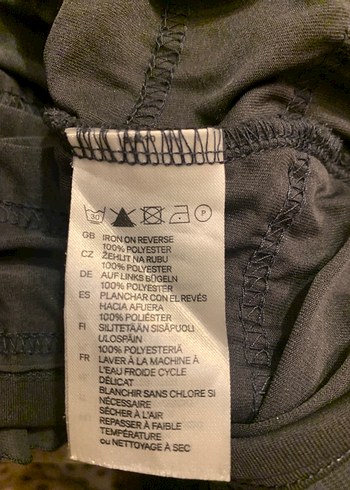 30
P
GB IRON ON REVERSE
100% POLYESTER
CZ ŽEHLIT NA RUBU
100% POLYESTER
DE AUF LINKS BÜGELN
100% POLYESTER
ES PLANCHAR CON EL REVÉS
HACIA AFUERA
100% POLIÉSTER
FI SILITETÄÄN SISÄPUOLI
ULOSPÄIN
100% POLYESTERIÄ
FR LAVER À LA MACHINE À
L'EAU FROIDE CYCLE
DÉLICAT
BLANCHIR SANS CHLORE SI
NÉCESSAIRE
SÉCHER À L'AIR
REPASSER À FAIBLE
TEMPÉRATURE
ou NETTOYAGE À SEC